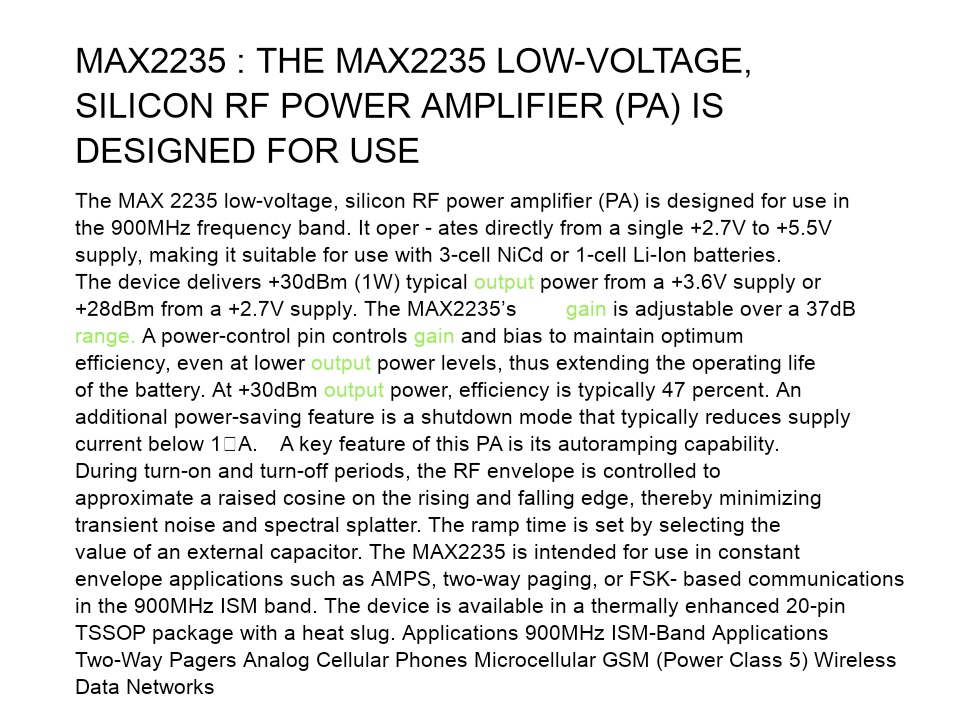 MAX2235 : THE MAX2235 LOW-VOLTAGE,
SILICON RF POWER AMPLIFIER (PA) IS
DESIGNED FOR USE
The MAX 2235 low-voltage, silicon RF power amplifier (PA) is designed for use in
the 900MHz frequency band. It oper - ates directly from a single +2.7V to +5.5V
supply, making it suitable for use with 3-cell NiCd or 1-cell Li-Ion batteries.
The device delivers +30dBm (1W) typical output power from a +3.6V supply or
+28dBm from a +2.7V supply. The MAX2235’s gain is adjustable over a 37dB
range. A power-control pin controls gain and bias to maintain optimum
efficiency, even at lower output power levels, thus extending the operating life
of the battery. At +30dBm output power, efficiency is typically 47 percent. An
additional power-saving feature is a shutdown mode that typically reduces supply
current below 1□A. A key feature of this PA is its autoramping capability.
During turn-on and turn-off periods, the RF envelope is controlled to
approximate a raised cosine on the rising and falling edge, thereby minimizing
transient noise and spectral splatter. The ramp time is set by selecting the
value of an external capacitor. The MAX2235 is intended for use in constant
envelope applications such as AMPS, two-way paging, or FSK- based communications
in the 900MHz ISM band. The device is available in a thermally enhanced 20-pin
TSSOP package with a heat slug. Applications 900MHz ISM-Band Applications
Two-Way Pagers Analog Cellular Phones Microcellular GSM (Power Class 5) Wireless
Data Networks